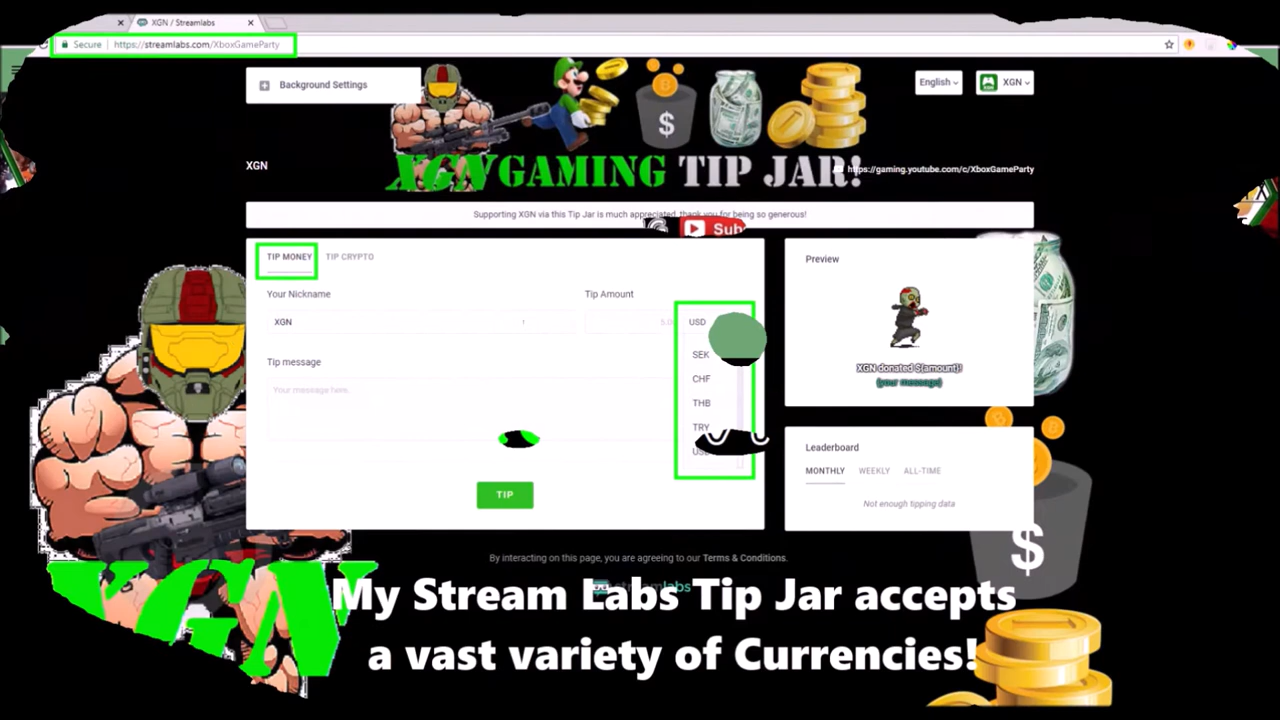 XGN / Streamlabs
Secure https://streamlabs.com/XboxGameParty
Background Settings
English
XGN
$
XGN GAMING TIP JAR!
XGN
https://gaming.youtube.com/c/XboxGameParty
Supporting XGN via this Tip Jar is much appreciated, thank you for being so generous!
Sub
TIP MONEY TIP CRYPTO
Your Nickname Tip Amount
XGN
USD
SEK
CHF
THB
TRY
Tip message
Your message here..
TIP
Preview
XGN donated ${amount}!
{your message}
Leaderboard
MONTHLY WEEKLY ALL-TIME
Not enough tipping data
By interacting on this page, you are agreeing to our Terms & Conditions.
XGN
$
My Stream Labs Tip Jar accepts
a vast variety of Currencies!